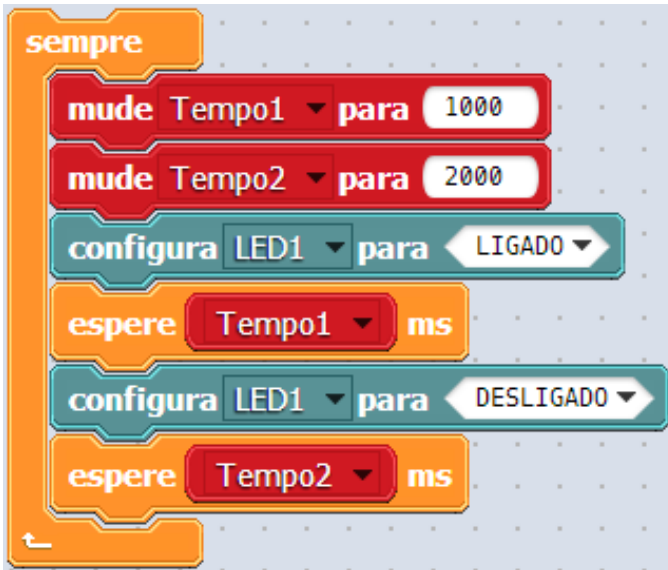 sempre
mude Tempo1 para 1000
mude Tempo2 para 2000
configura LED1 para LIGADO
espere Tempo1 ms
configura LED1 para DESLIGADO
espere Tempo2 ms